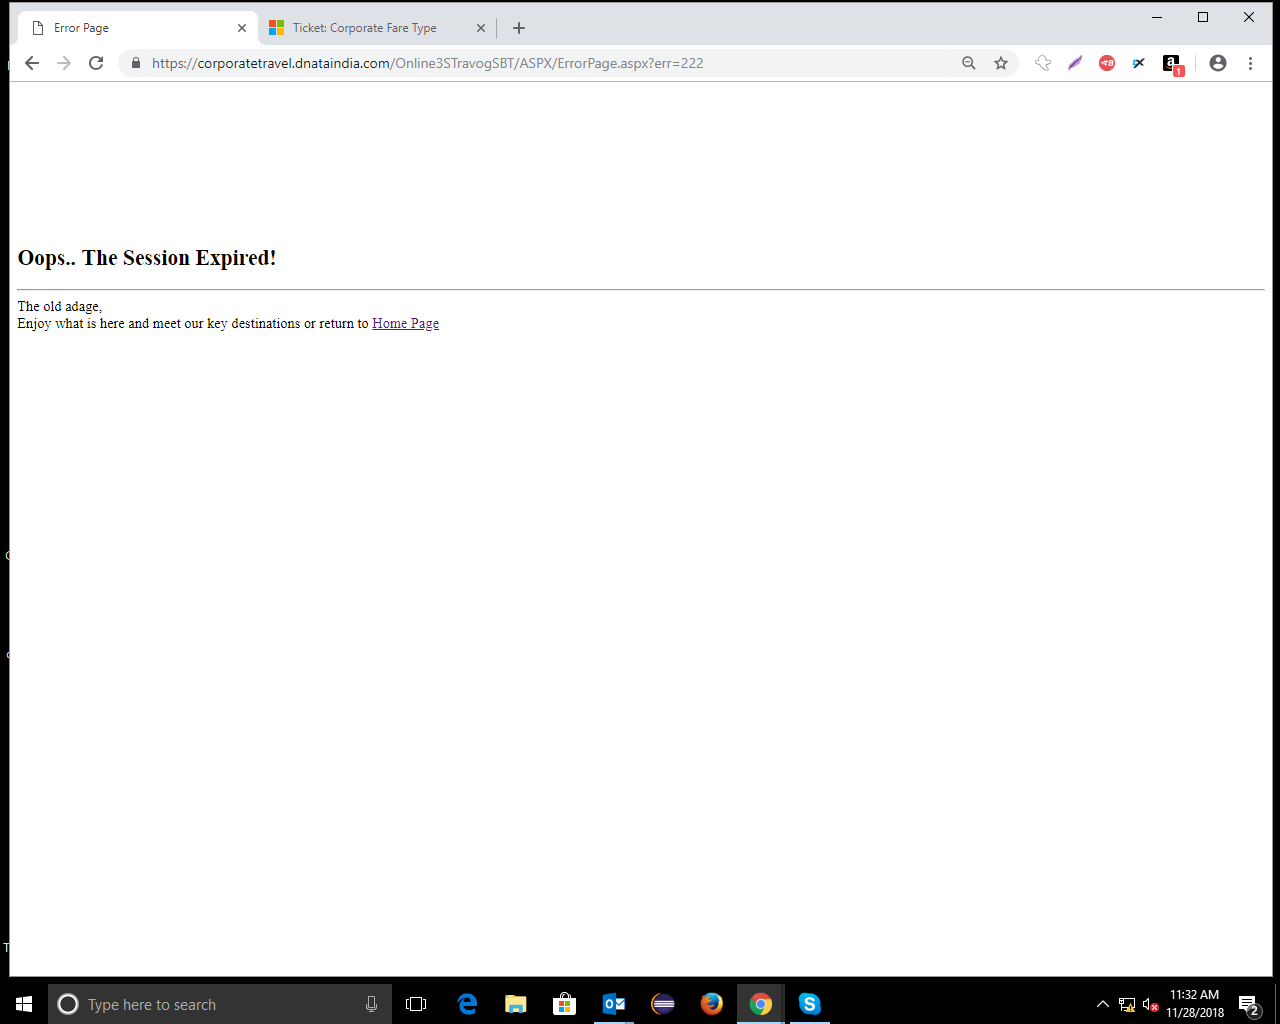 Error Page
Ticket: Corporate Fare Type
https://corporatetravel.dnataindia.com/Online3STravogSBT/ASPX/ErrorPage.aspx?err=222
1
Oops.. The Session Expired!
The old adage,
Enjoy what is here and meet our key destinations or return to Home Page
Type here to search
11:32 AM
11/28/2018
2